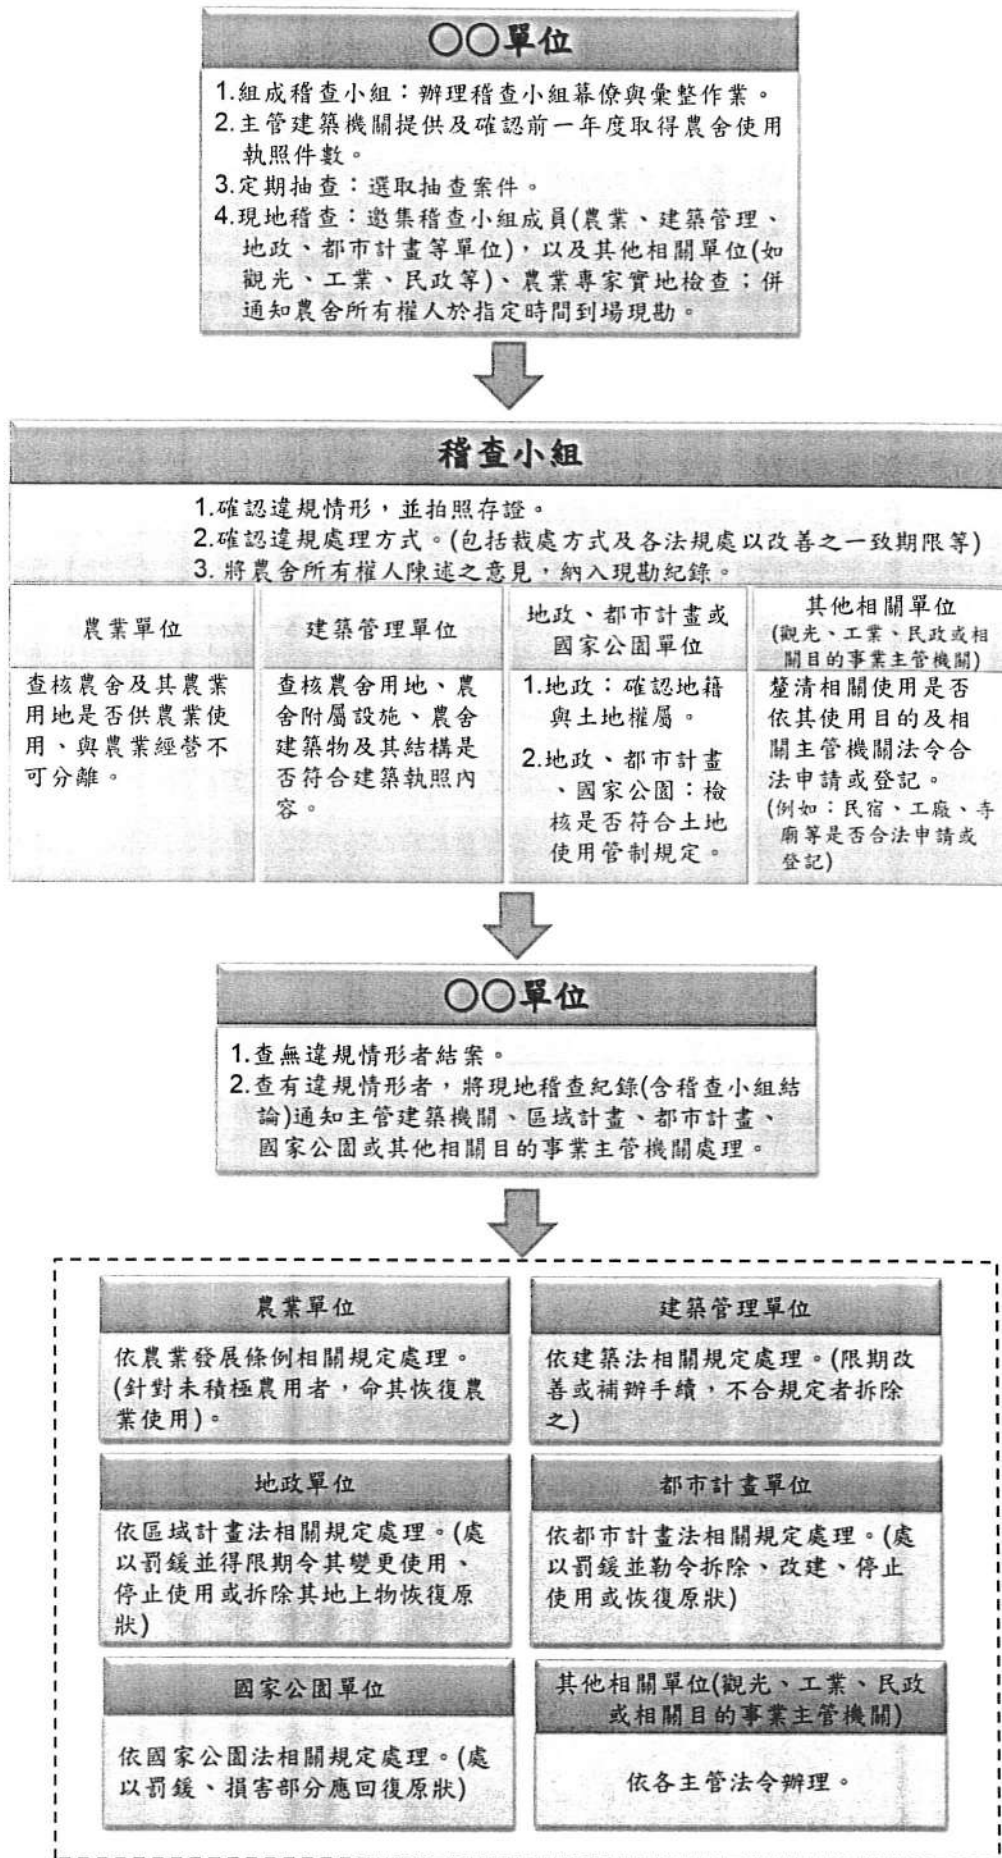 ○○單位
1.組成稽查小組：辦理稽查小組幕僚與彙整作業。
2.主管建築機關提供及確認前一年度取得農舍使用
執照件數。
3.定期抽查：選取抽查案件。
4.現地稽查：邀集稽查小組成員(農業、建築管理、
地政、都市計畫等單位)，以及其他相關單位(如
觀光、工業、民政等)、農業專家實地檢查；併
通知農舍所有權人於指定時間到場現勘。
稽查小組
1.確認違規情形，並拍照存證。
2.確認違規處理方式。(包括裁處方式及各法規處以改善之一致期限等)
3. 將農舍所有權人陳述之意見，納入現勘紀錄。
農業單位
查核農舍及其農業
用地是否供農業使
用、與農業經營不
可分離。
建築管理單位
查核農舍用地、農
舍附屬設施、農舍
建築物及其結構是
否符合建築執照內
容。
地政、都市計畫或
國家公園單位
1.地政：確認地籍
與土地權屬。
2.地政、都市計畫
、國家公園：檢
核是否符合土地
使用管制規定。
其他相關單位
(觀光、工業、民政或相
關目的事業主管機關)
釐清相關使用是否
依其使用目的及相
關主管機關法令合
法申請或登記。
(例如：民宿、工廠、寺
廟等是否合法申請或
登記)
○○單位
1.查無違規情形者結案。
2.查有違規情形者，將現地稽查紀錄(含稽查小組結
論)通知主管建築機關、區域計畫、都市計畫、
國家公園或其他相關目的事業主管機關處理。
農業單位
依農業發展條例相關規定處理。
(針對未積極農用者，命其恢復農
業使用)。
建築管理單位
依建築法相關規定處理。(限期改
善或補辦手續，不合規定者拆除
之)
地政單位
依區域計畫法相關規定處理。(處
以罰鍰並得限期令其變更使用、
停止使用或拆除其地上物恢復原
狀)
都市計畫單位
依都市計畫法相關規定處理。(處
以罰鍰並勒令拆除、改建、停止
使用或恢復原狀)
國家公園單位
依國家公園法相關規定處理。(處
以罰鍰、損害部分應回復原狀)
其他相關單位(觀光、工業、民政
或相關目的事業主管機關)
依各主管法令辦理。